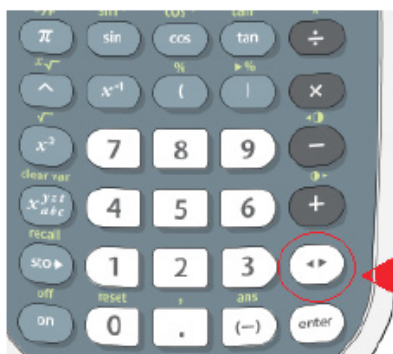 π sin cos tan ÷
x√
% ▸%
^ x⁻¹ ( ) ×
√
x² 7 8 9 −
clear var
x yzt abc 4 5 6 +
recall
sto▸ 1 2 3 ◂▸
off reset , ans
on 0 . (−) enter